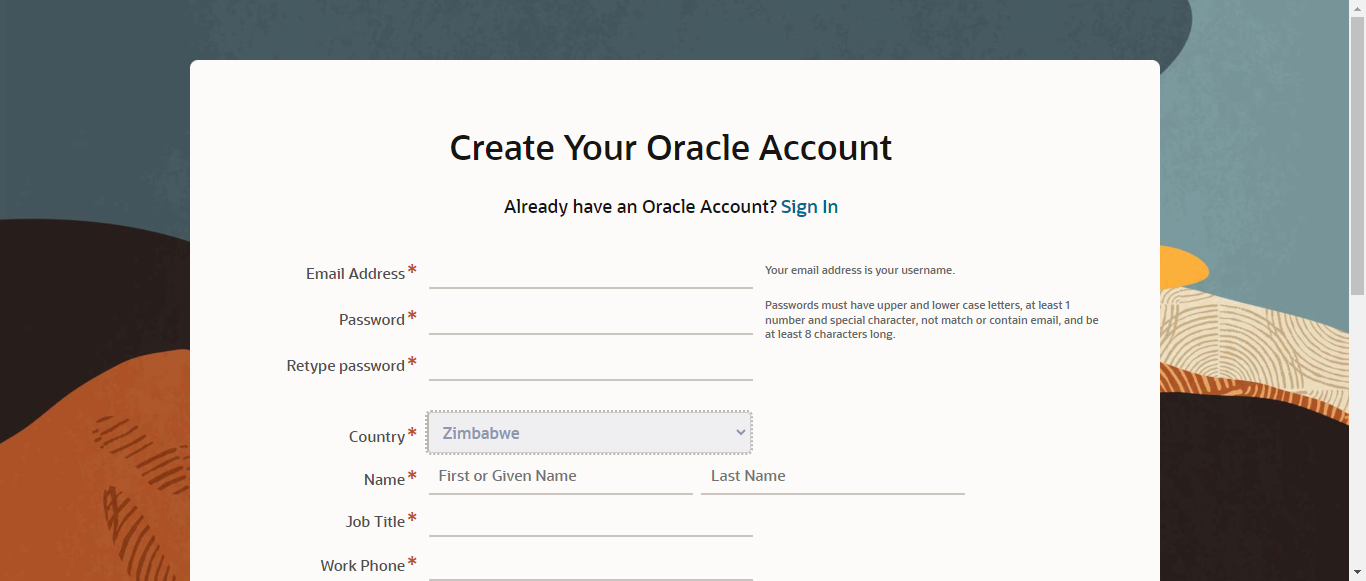 Create Your Oracle Account
Already have an Oracle Account? Sign In
Email Address*
Your email address is your username.
Password*
Passwords must have upper and lower case letters, at least 1
number and special character, not match or contain email, and be
at least 8 characters long.
Retype password*
Country* Zimbabwe
Name* First or Given Name Last Name
Job Title*
Work Phone*